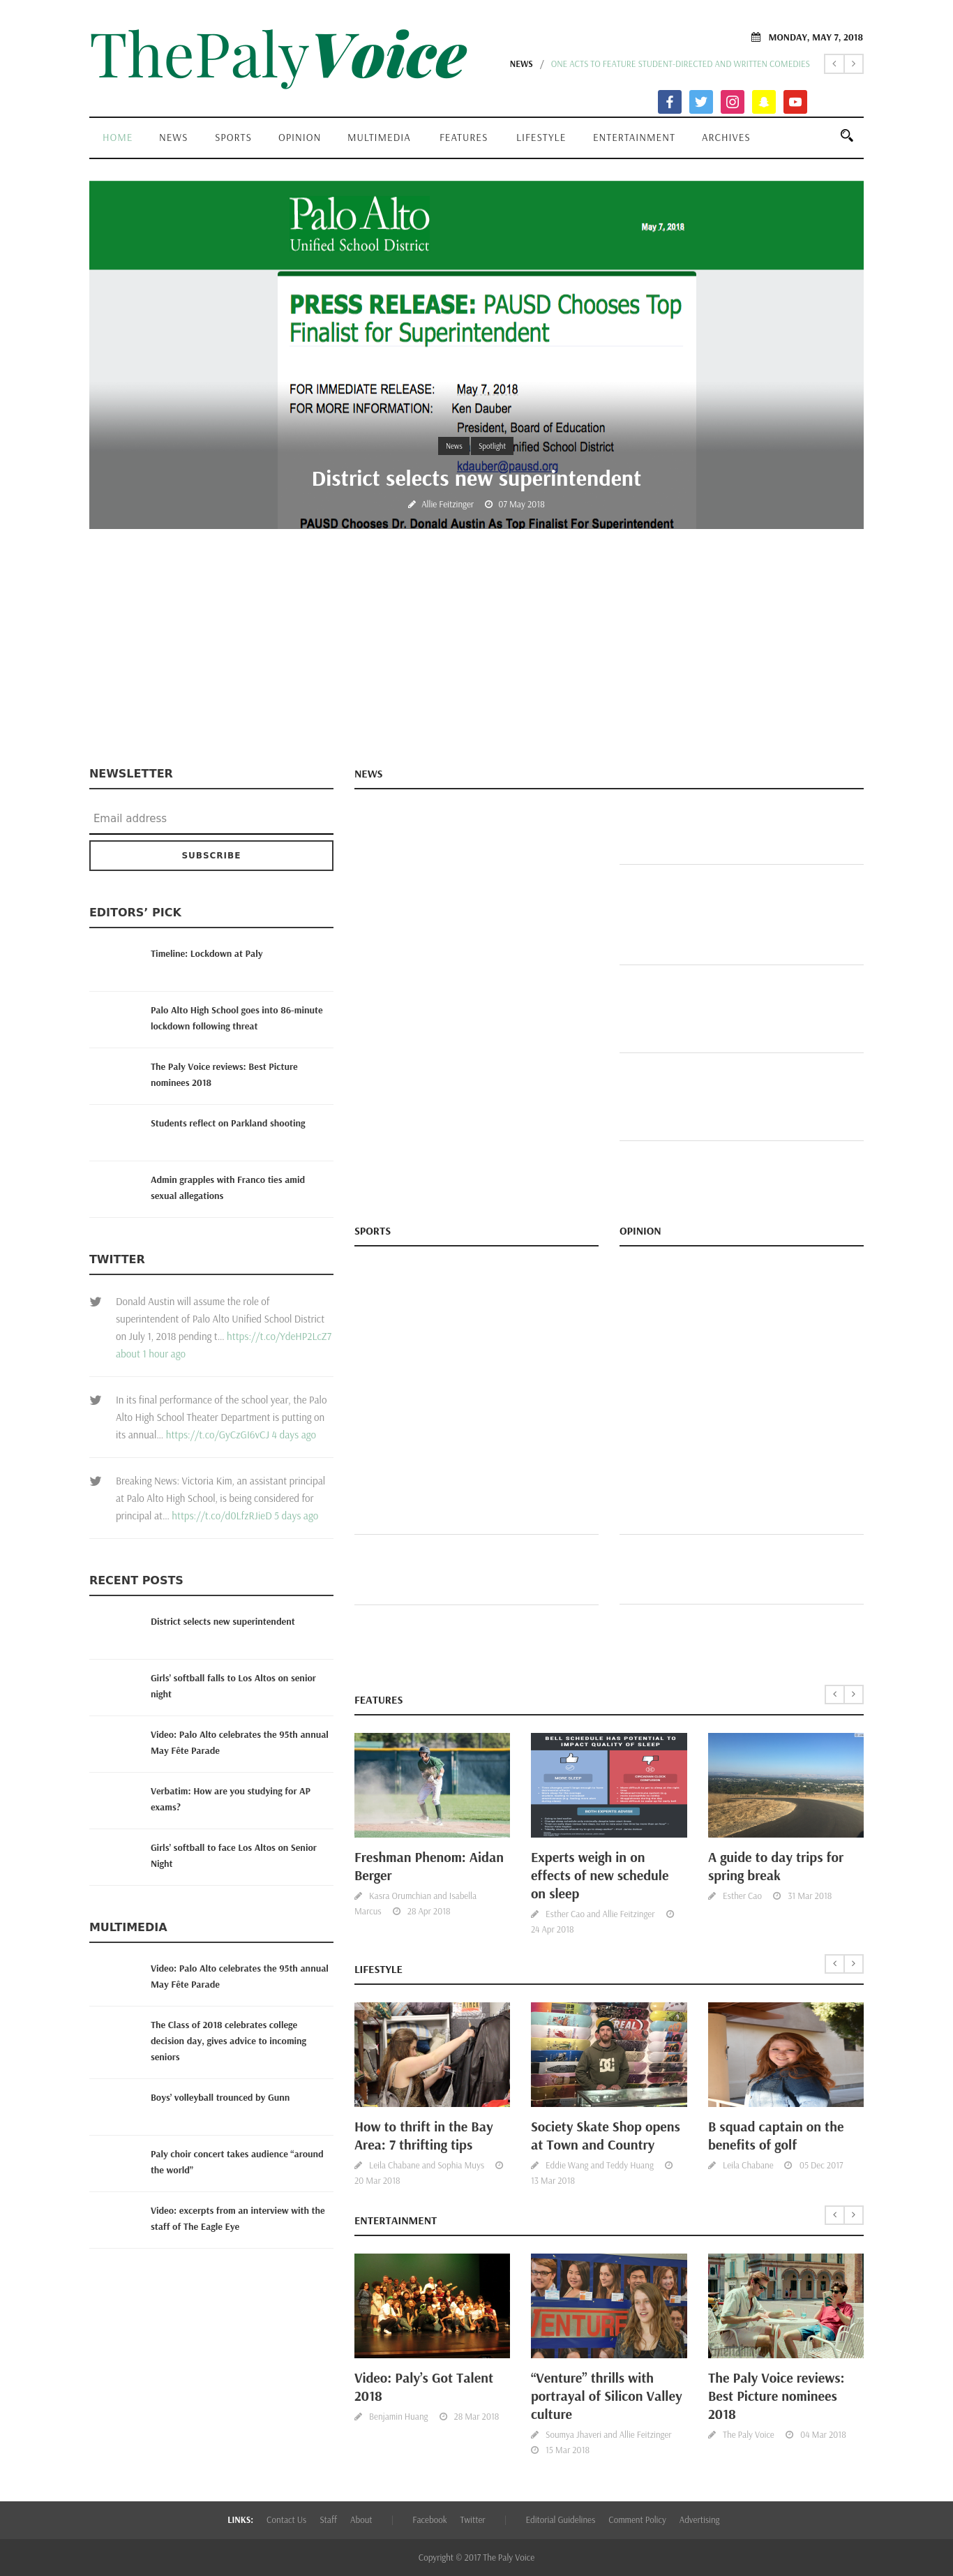 ThePalyVoice
MONDAY, MAY 7, 2018
NEWS / ONE ACTS TO FEATURE STUDENT-DIRECTED AND WRITTEN COMEDIES
HOME NEWS SPORTS OPINION MULTIMEDIA FEATURES LIFESTYLE ENTERTAINMENT ARCHIVES
Palo Alto
Unified School District
May 7, 2018
PRESS RELEASE: PAUSD Chooses Top
Finalist for Superintendent
FOR IMMEDIATE RELEASE: May 7, 2018
FOR MORE INFORMATION: Ken Dauber
President, Board of Education
nified School District
kdauber@pausd.org
News Spotlight
District selects new superintendent
Allie Feitzinger 07 May 2018
PAUSD Chooses Dr. Donald Austin As Top Finalist For Superintendent
NEWSLETTER
Email address
SUBSCRIBE
EDITORS’ PICK
Timeline: Lockdown at Paly
Palo Alto High School goes into 86-minute
lockdown following threat
The Paly Voice reviews: Best Picture
nominees 2018
Students reflect on Parkland shooting
Admin grapples with Franco ties amid
sexual allegations
TWITTER
Donald Austin will assume the role of
superintendent of Palo Alto Unified School District
on July 1, 2018 pending t... https://t.co/YdeHP2LcZ7
about 1 hour ago
In its final performance of the school year, the Palo
Alto High School Theater Department is putting on
its annual... https://t.co/GyCzGI6vCJ 4 days ago
Breaking News: Victoria Kim, an assistant principal
at Palo Alto High School, is being considered for
principal at... https://t.co/d0LfzRJieD 5 days ago
RECENT POSTS
District selects new superintendent
Girls’ softball falls to Los Altos on senior
night
Video: Palo Alto celebrates the 95th annual
May Fête Parade
Verbatim: How are you studying for AP
exams?
Girls’ softball to face Los Altos on Senior
Night
MULTIMEDIA
Video: Palo Alto celebrates the 95th annual
May Fête Parade
The Class of 2018 celebrates college
decision day, gives advice to incoming
seniors
Boys’ volleyball trounced by Gunn
Paly choir concert takes audience “around
the world”
Video: excerpts from an interview with the
staff of The Eagle Eye
NEWS
SPORTS
OPINION
FEATURES
BELL SCHEDULE HAS POTENTIAL TO
IMPACT QUALITY OF SLEEP
MORE SLEEP
Freshman Phenom: Aidan
Berger
Kasra Orumchian and Isabella
Marcus 28 Apr 2018
Experts weigh in on
effects of new schedule
on sleep
Esther Cao and Allie Feitzinger
24 Apr 2018
A guide to day trips for
spring break
Esther Cao 31 Mar 2018
LIFESTYLE
REAL
How to thrift in the Bay
Area: 7 thrifting tips
Leila Chabane and Sophia Muys
20 Mar 2018
Society Skate Shop opens
at Town and Country
Eddie Wang and Teddy Huang
13 Mar 2018
B squad captain on the
benefits of golf
Leila Chabane 05 Dec 2017
ENTERTAINMENT
VENTURE
Video: Paly’s Got Talent
2018
Benjamin Huang 28 Mar 2018
“Venture” thrills with
portrayal of Silicon Valley
culture
Soumya Jhaveri and Allie Feitzinger
15 Mar 2018
The Paly Voice reviews:
Best Picture nominees
2018
The Paly Voice 04 Mar 2018
LINKS: Contact Us Staff About | Facebook Twitter | Editorial Guidelines Comment Policy Advertising
Copyright © 2017 The Paly Voice